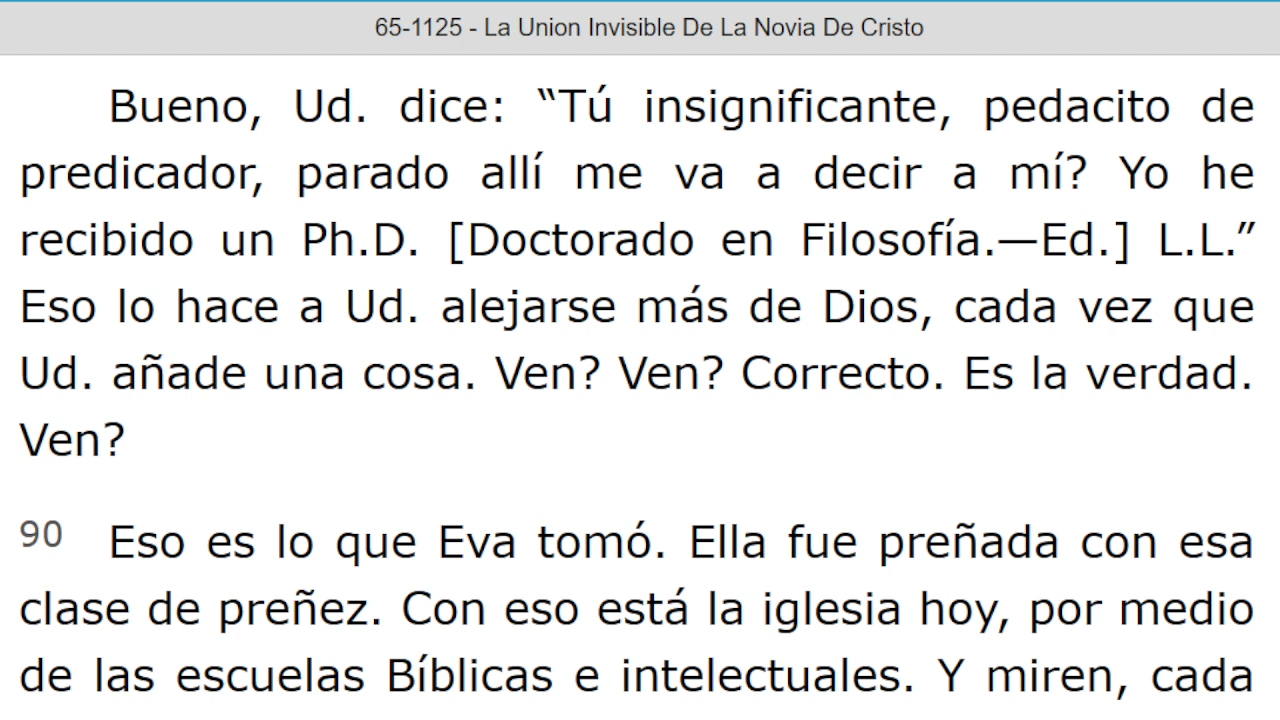 65-1125 - La Union Invisible De La Novia De Cristo
Bueno, Ud. dice: “Tú insignificante, pedacito de
predicador, parado allí me va a decir a mí? Yo he
recibido un Ph.D. [Doctorado en Filosofía.—Ed.] L.L.”
Eso lo hace a Ud. alejarse más de Dios, cada vez que
Ud. añade una cosa. Ven? Ven? Correcto. Es la verdad.
Ven?
90 Eso es lo que Eva tomó. Ella fue preñada con esa
clase de preñez. Con eso está la iglesia hoy, por medio
de las escuelas Bíblicas e intelectuales. Y miren, cada